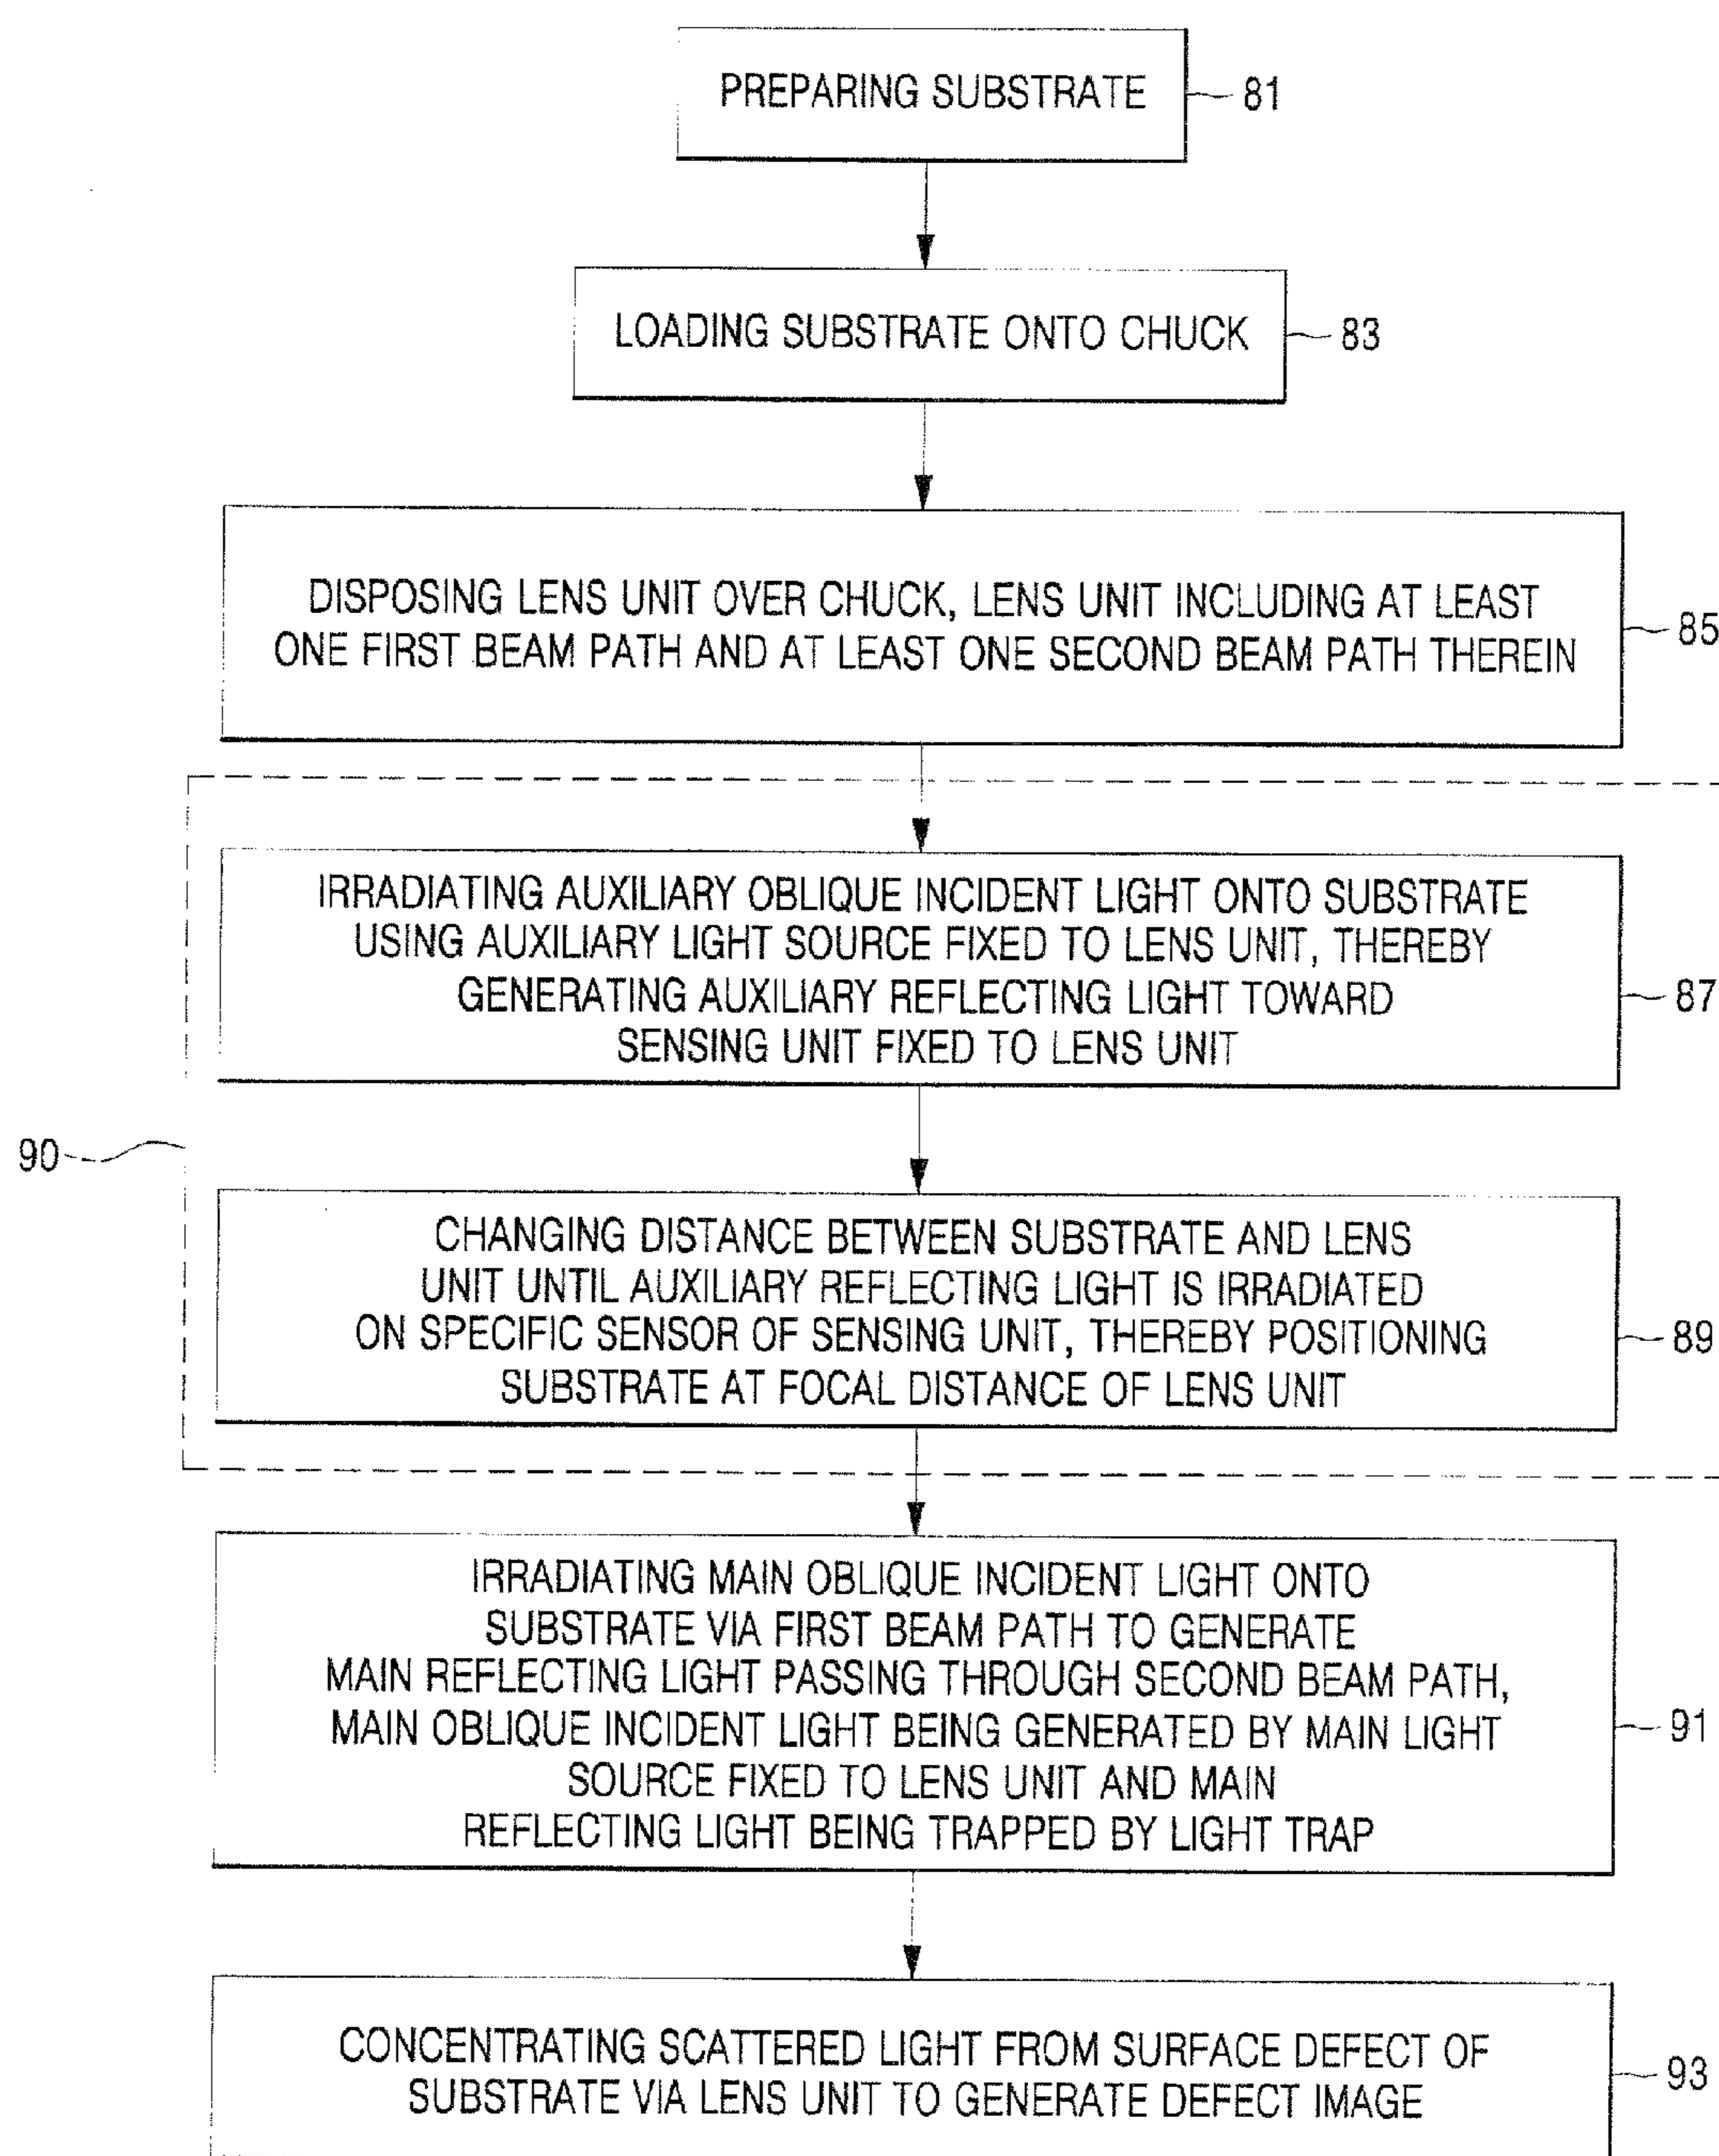 PREPARING SUBSTRATE
81
LOADING SUBSTRATE ONTO CHUCK
83
DISPOSING LENS UNIT OVER CHUCK, LENS UNIT INCLUDING AT LEAST
ONE FIRST BEAM PATH AND AT LEAST ONE SECOND BEAM PATH THEREIN
85
IRRADIATING AUXILIARY OBLIQUE INCIDENT LIGHT ONTO SUBSTRATE
USING AUXILIARY LIGHT SOURCE FIXED TO LENS UNIT, THEREBY
GENERATING AUXILIARY REFLECTING LIGHT TOWARD
SENSING UNIT FIXED TO LENS UNIT
87
90
CHANGING DISTANCE BETWEEN SUBSTRATE AND LENS
UNIT UNTIL AUXILIARY REFLECTING LIGHT IS IRRADIATED
ON SPECIFIC SENSOR OF SENSING UNIT, THEREBY POSITIONING
SUBSTRATE AT FOCAL DISTANCE OF LENS UNIT
89
IRRADIATING MAIN OBLIQUE INCIDENT LIGHT ONTO
SUBSTRATE VIA FIRST BEAM PATH TO GENERATE
MAIN REFLECTING LIGHT PASSING THROUGH SECOND BEAM PATH,
MAIN OBLIQUE INCIDENT LIGHT BEING GENERATED BY MAIN LIGHT
SOURCE FIXED TO LENS UNIT AND MAIN
REFLECTING LIGHT BEING TRAPPED BY LIGHT TRAP
91
CONCENTRATING SCATTERED LIGHT FROM SURFACE DEFECT OF
SUBSTRATE VIA LENS UNIT TO GENERATE DEFECT IMAGE
93